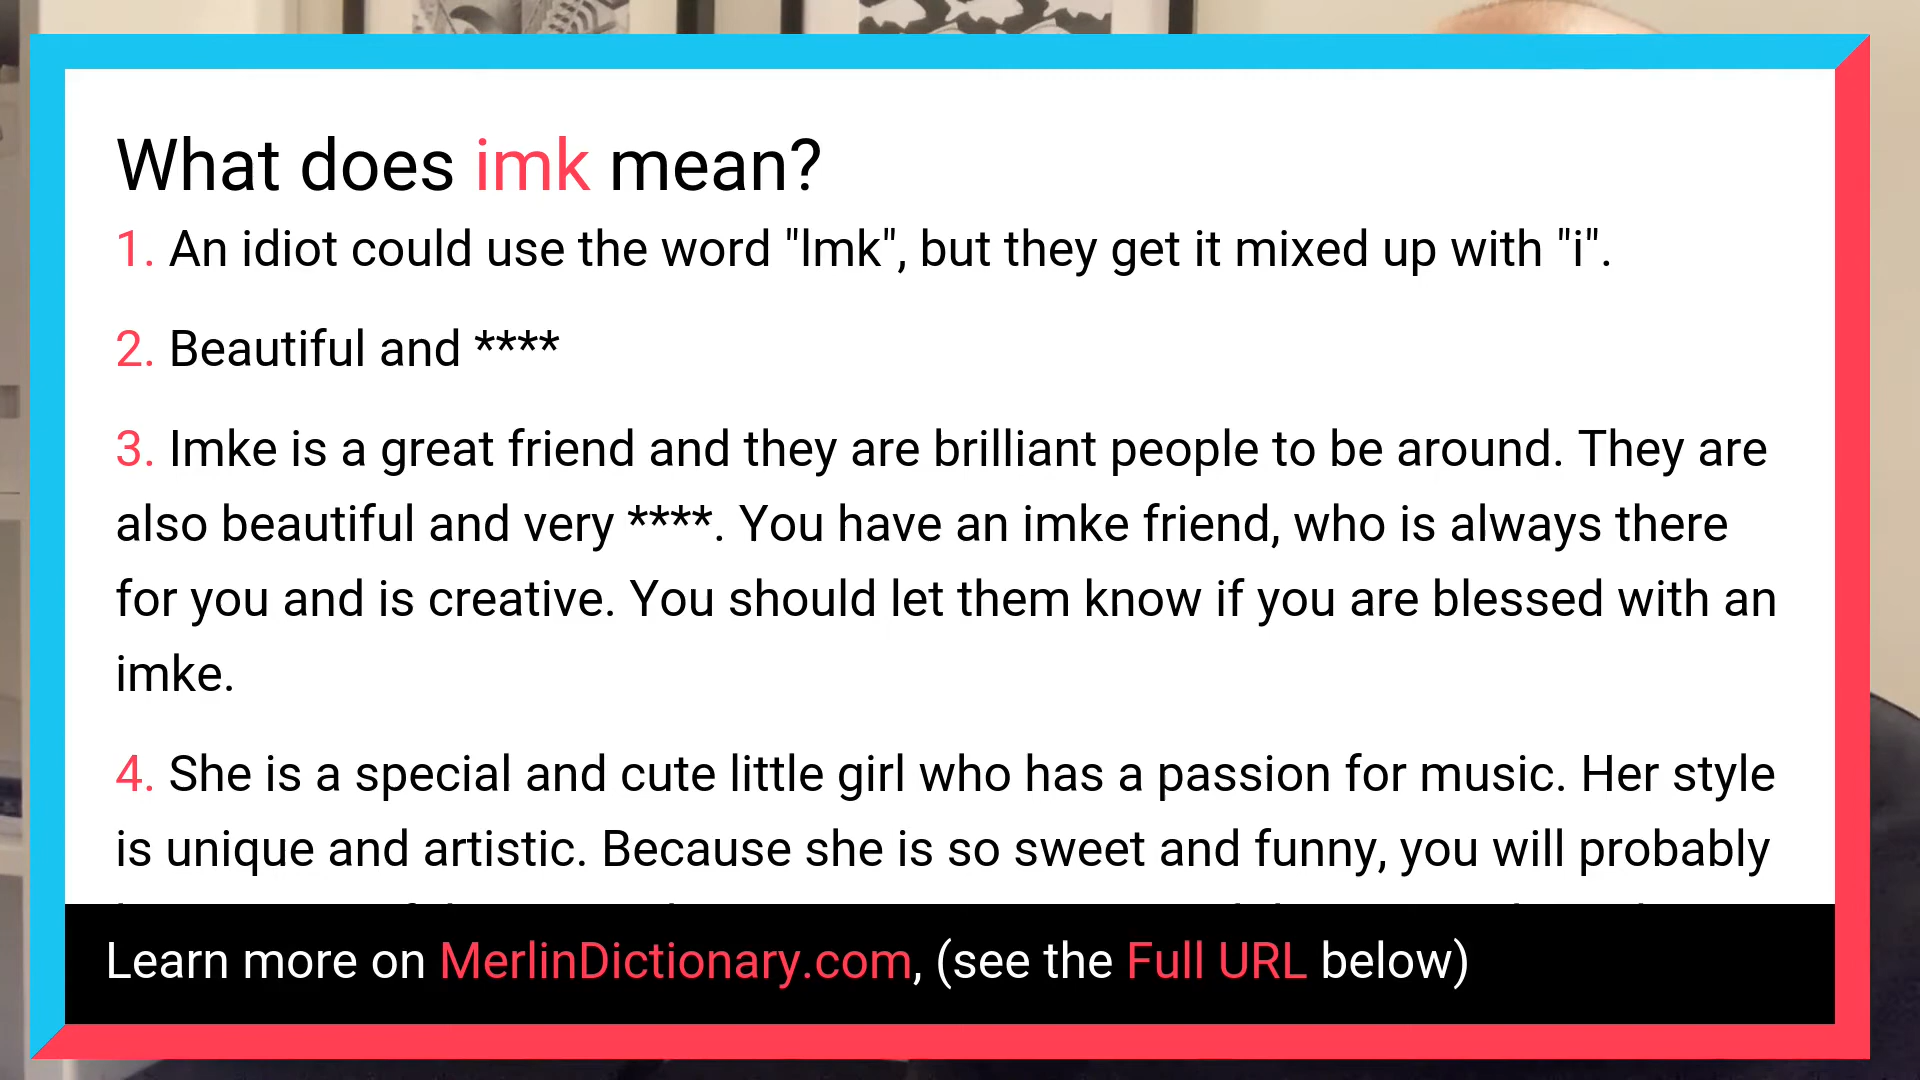 What does imk mean?
1. An idiot could use the word "lmk", but they get it mixed up with "i".
2. Beautiful and ****
3. Imke is a great friend and they are brilliant people to be around. They are
also beautiful and very ****. You have an imke friend, who is always there
for you and is creative. You should let them know if you are blessed with an
imke.
4. She is a special and cute little girl who has a passion for music. Her style
is unique and artistic. Because she is so sweet and funny, you will probably
Learn more on MerlinDictionary.com, (see the Full URL below)